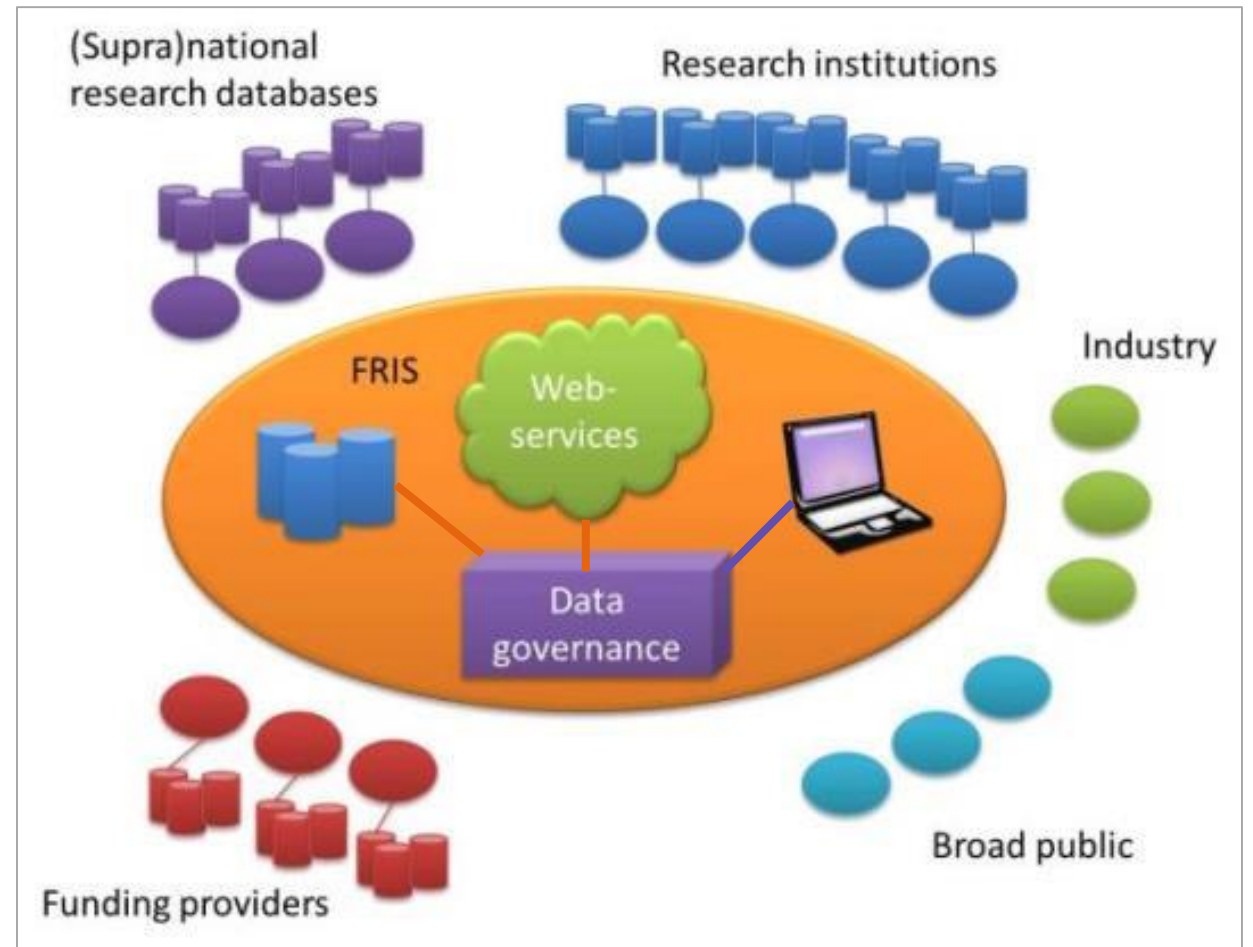 (Supra)national
research databases
Research institutions
Industry
FRIS
Web-
services
Data
governance
Broad public
Funding providers